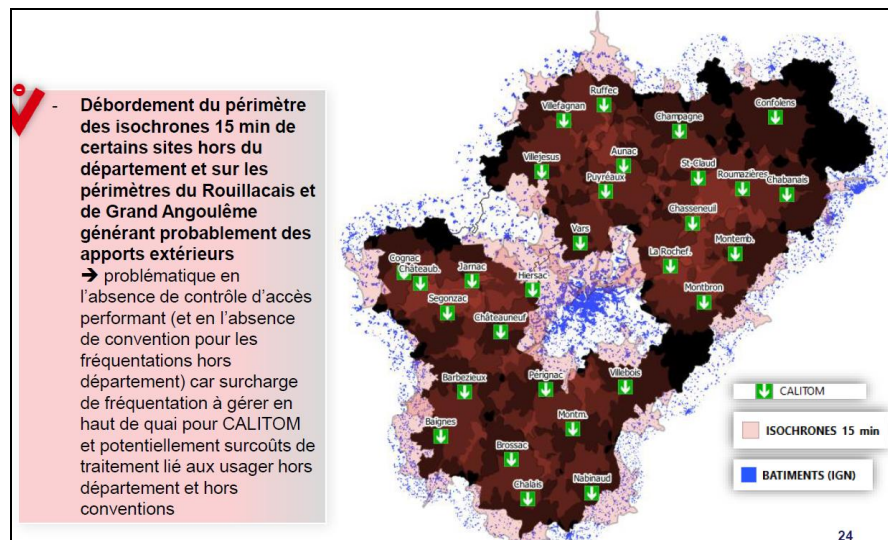 - Débordement du périmètre
des isochrones 15 min de
certains sites hors du
département et sur les
périmètres du Rouillacais et
de Grand Angoulême
générant probablement des
apports extérieurs
➔ problématique en
l'absence de contrôle d'accès
performant (et en l'absence
de convention pour les
fréquentations hors
département) car surcharge
de fréquentation à gérer en
haut de quai pour CALITOM
et potentiellement surcoûts de
traitement lié aux usager hors
département et hors
conventions
Ruffec
Villefagnan
Champagne
Confolens
Aunac
Villejesus
St-Claud
Puyréaux
Roumazières
Chabanais
Chasseneuil
Vars
La Rochef.
Montemb.
Montbron
Cognac
Châteaub.
Jarnac
Hiersac
Segonzac
Châteauneuf
Barbezieux
Pérignac
Villebois
Baignes
Montm.
Brossac
Chalais
Nabinaud
CALITOM
ISOCHRONES 15 min
BATIMENTS (IGN)
24